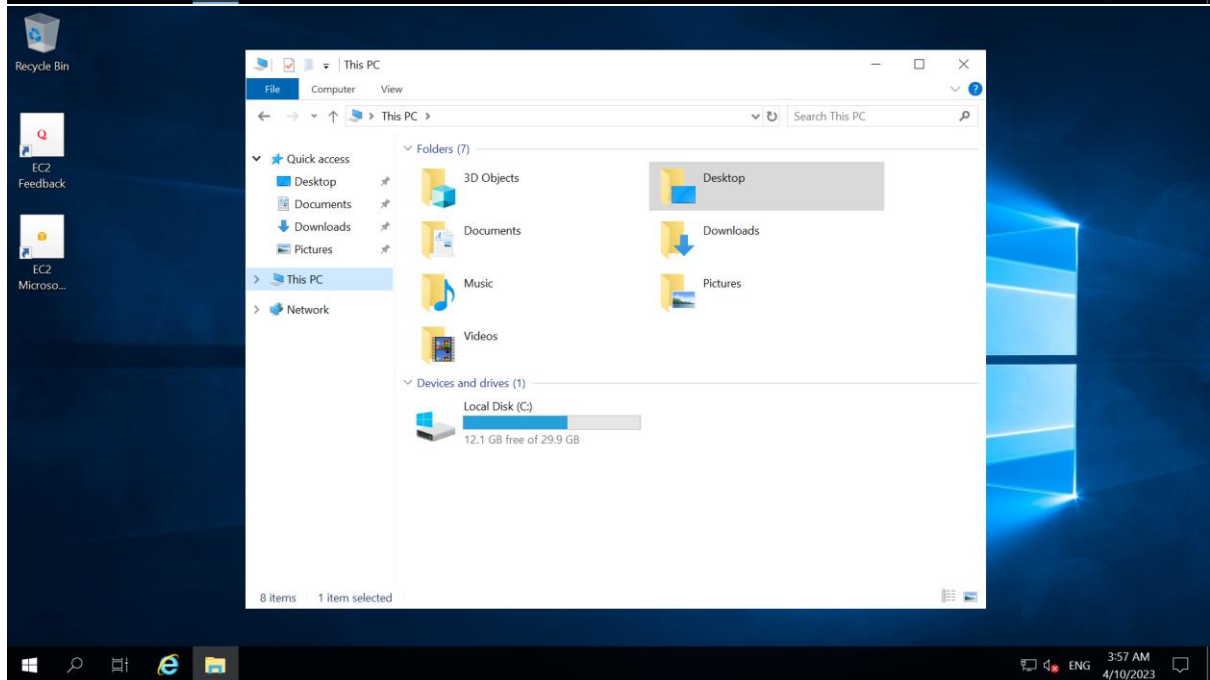 Recycle Bin
EC2
Feedback
EC2
Microso...
This PC
File Computer View
This PC
Search This PC
Quick access
Desktop
Documents
Downloads
Pictures
This PC
Network
Folders (7)
3D Objects
Desktop
Documents
Downloads
Music
Pictures
Videos
Devices and drives (1)
Local Disk (C:)
12.1 GB free of 29.9 GB
8 items 1 item selected
ENG
3:57 AM
4/10/2023